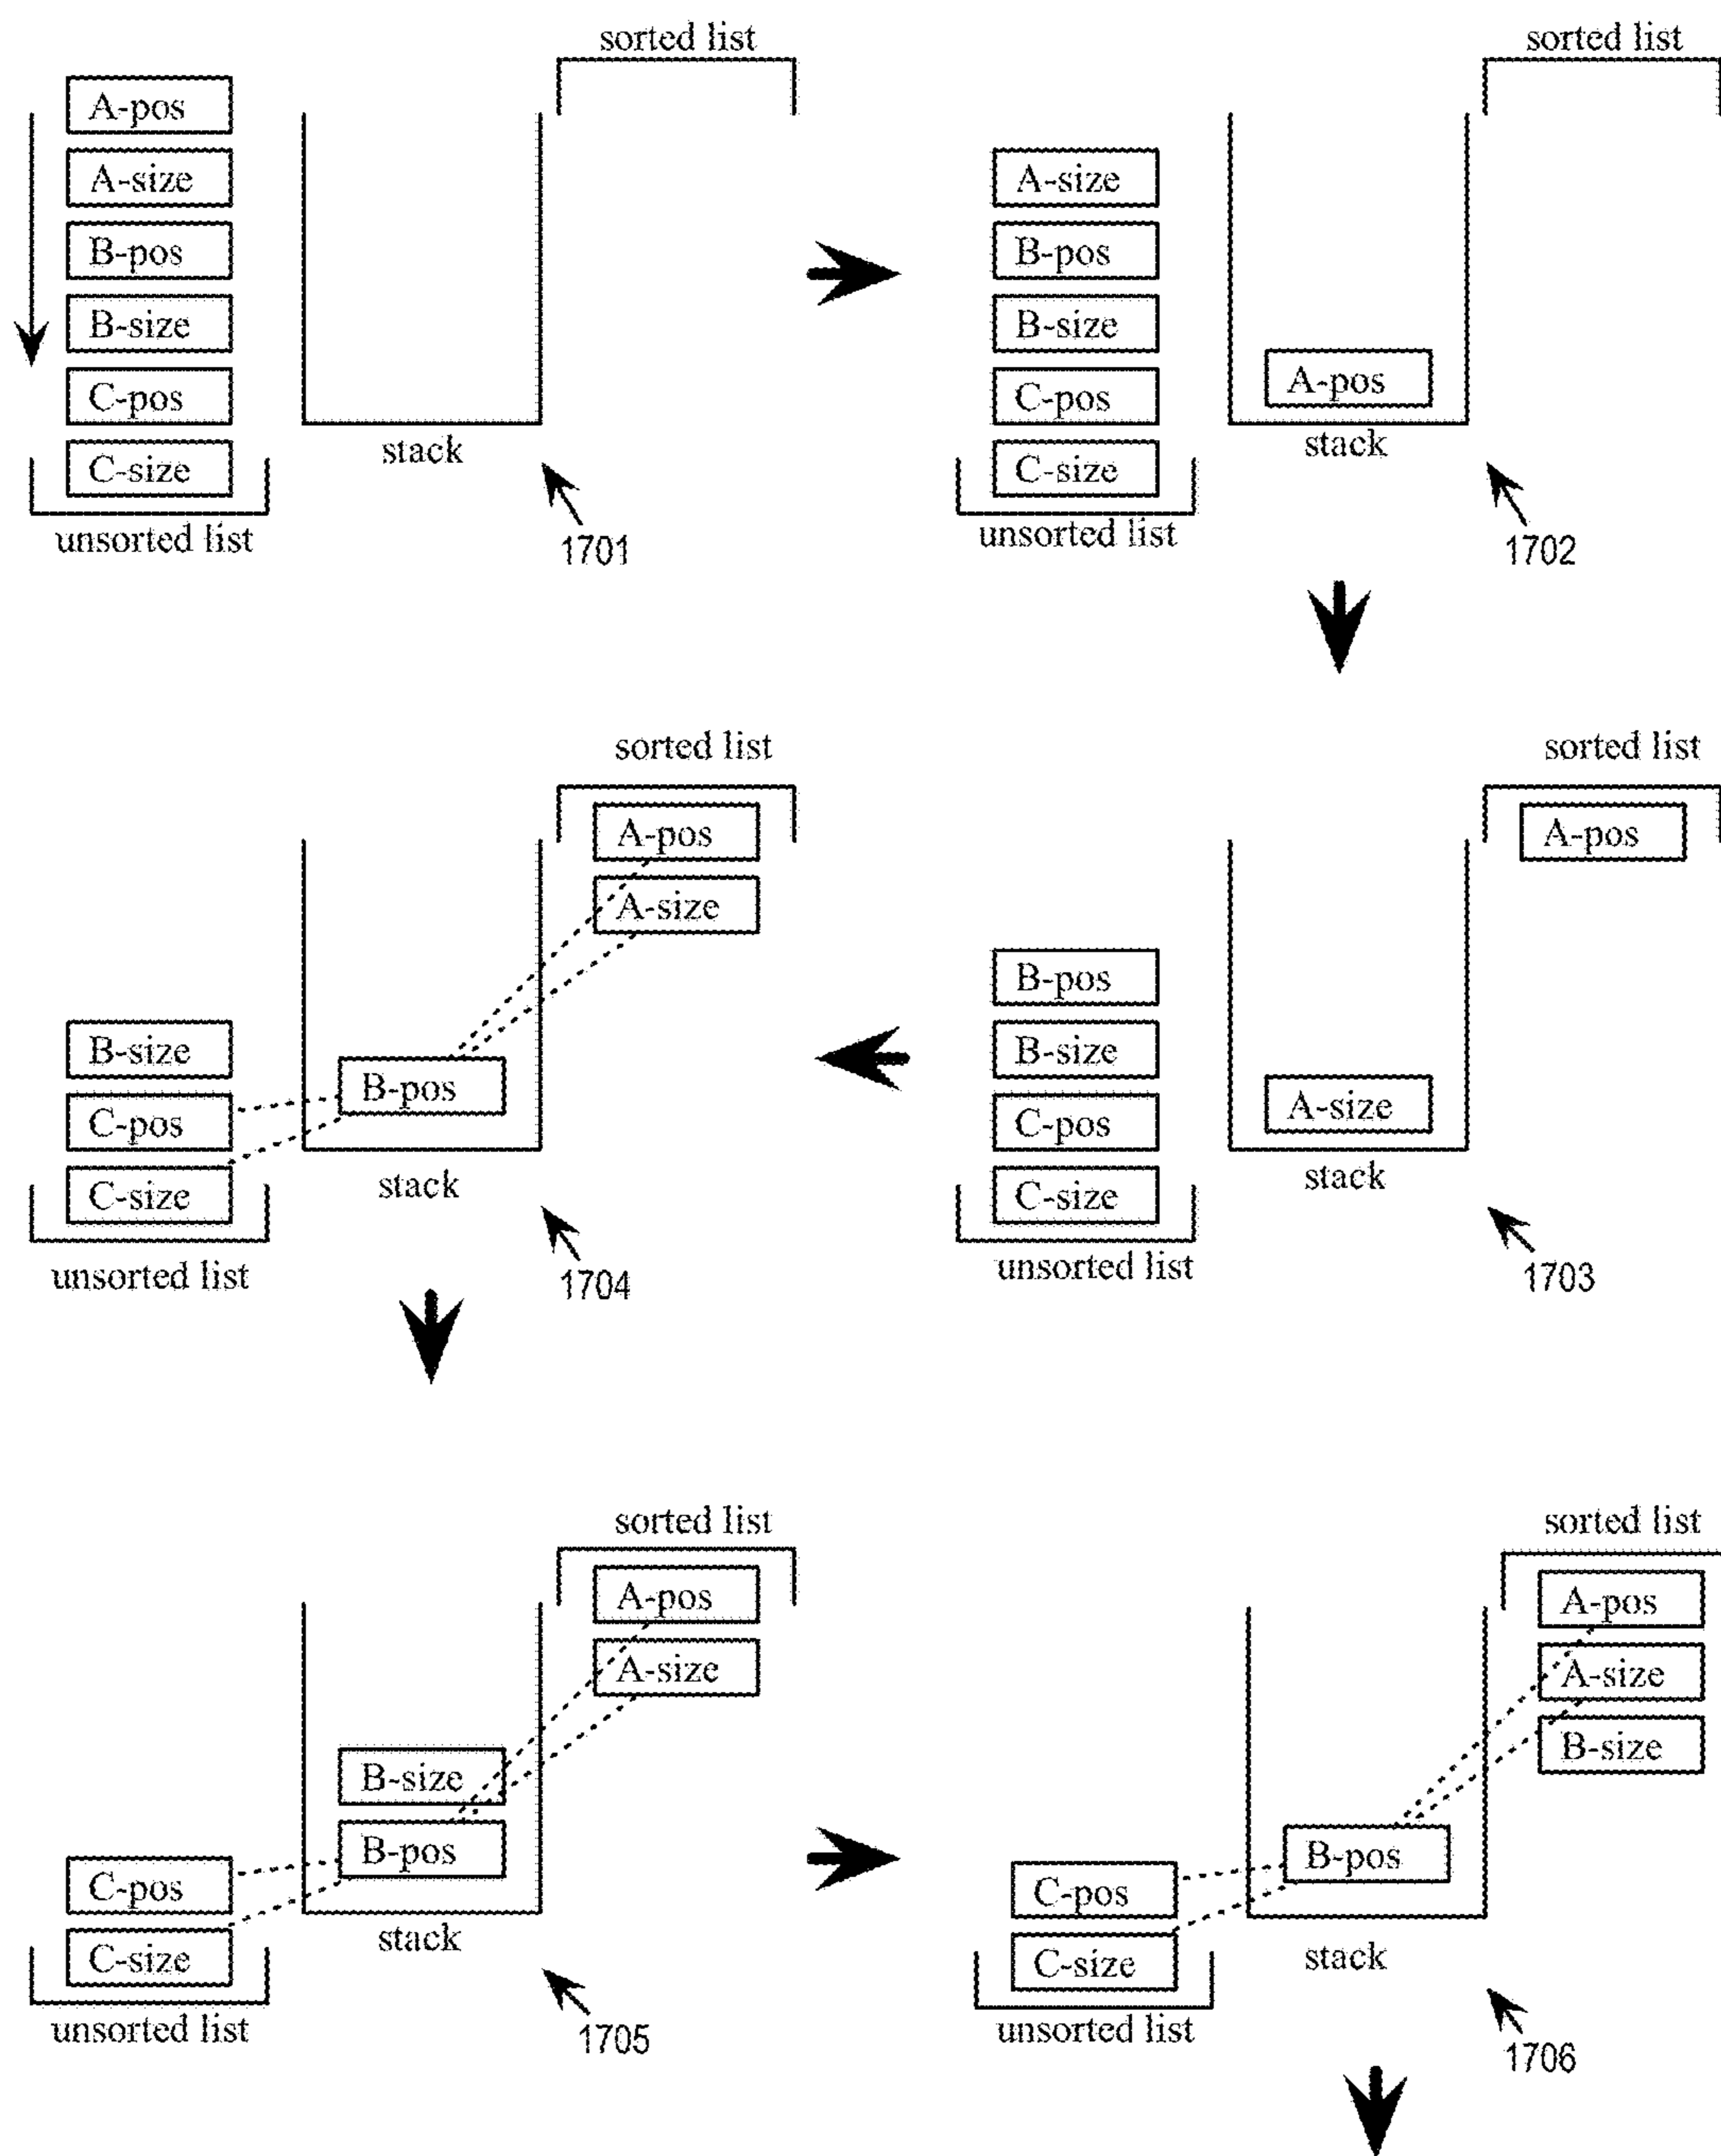 sorted list
A-pos
A-size
B-pos
B-size
C-pos
C-size
unsorted list
stack
1701
sorted list
A-size
B-pos
B-size
C-pos
C-size
unsorted list
A-pos
stack
1702
sorted list
A-pos
A-size
B-size
C-pos
C-size
unsorted list
B-pos
stack
1704
sorted list
A-pos
B-pos
B-size
C-pos
C-size
unsorted list
A-size
stack
1703
sorted list
A-pos
A-size
B-size
B-pos
C-pos
C-size
unsorted list
stack
1705
sorted list
A-pos
A-size
B-size
B-pos
C-pos
C-size
unsorted list
stack
1706